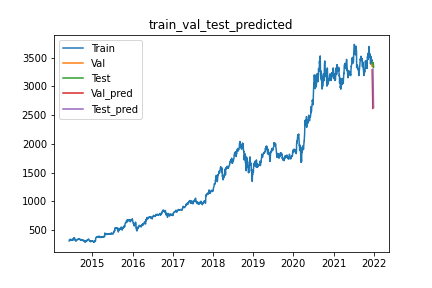 train_val_test_predicted
Train
Val
Test
Val_pred
Test_pred
3500
3000
2500
2000
1500
1000
500
2015 2016 2017 2018 2019 2020 2021 2022